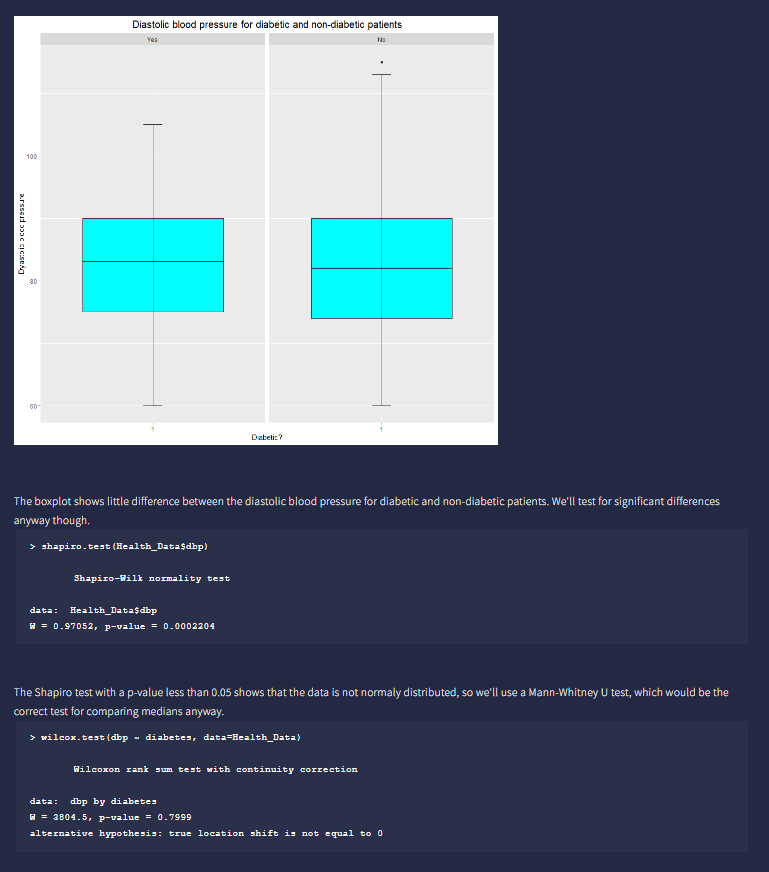 Diastolic blood pressure for diabetic and non-diabetic patients
Yes
No
100
80
60
1
1
Diabetic?
The boxplot shows little difference between the diastolic blood pressure for diabetic and non-diabetic patients. We'll test for significant differences
anyway though.
> shapiro.test(Health_Data$dbp)
Shapiro-Wilk normality test
data:  Health_Data$dbp
W = 0.97052, p-value = 0.0002204
The Shapiro test with a p-value less than 0.05 shows that the data is not normaly distributed, so we'll use a Mann-Whitney U test, which would be the
correct test for comparing medians anyway.
> wilcox.test(dbp ~ diabetes, data=Health_Data)
Wilcoxon rank sum test with continuity correction
data:  dbp by diabetes
W = 3804.5, p-value = 0.7999
alternative hypothesis: true location shift is not equal to 0